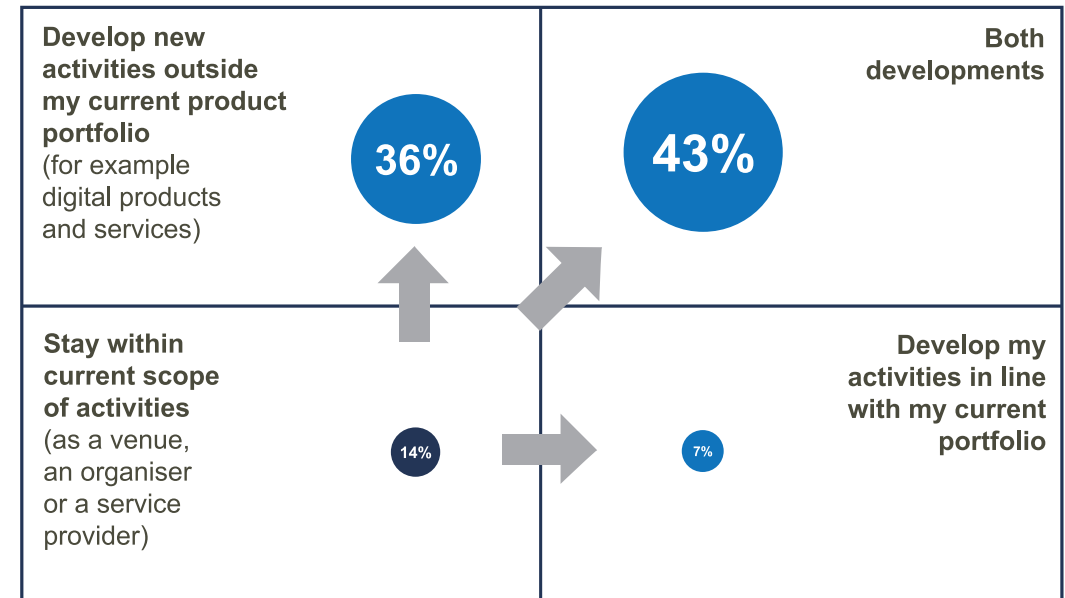 Develop new
activities outside
my current product
portfolio
(for example
digital products
and services)
36%
Both
developments
43%
Stay within
current scope
of activities
(as a venue,
an organiser
or a service
provider)
14%
Develop my
activities in line
with my current
portfolio
7%